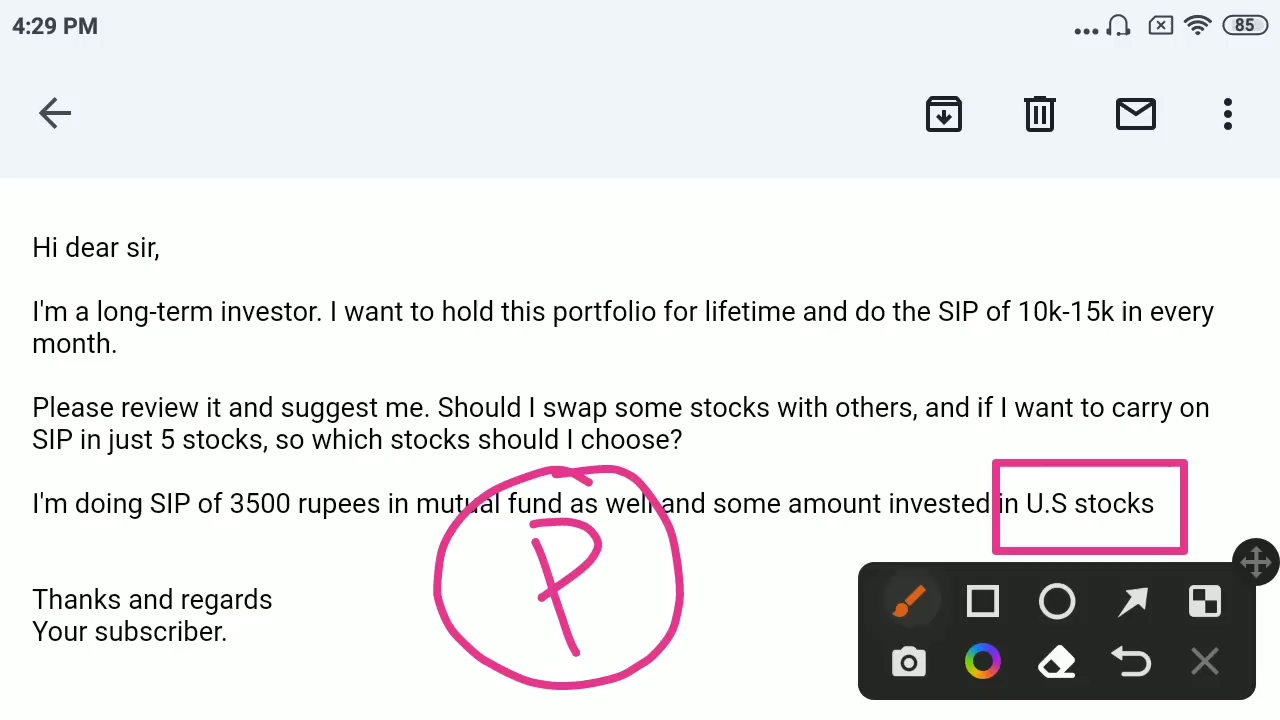 4:29 PM
85
Hi dear sir,
I'm a long-term investor. I want to hold this portfolio for lifetime and do the SIP of 10k-15k in every
month.
Please review it and suggest me. Should I swap some stocks with others, and if I want to carry on
SIP in just 5 stocks, so which stocks should I choose?
I'm doing SIP of 3500 rupees in mutual fund as well and some amount invested in U.S stocks
P
Thanks and regards
Your subscriber.